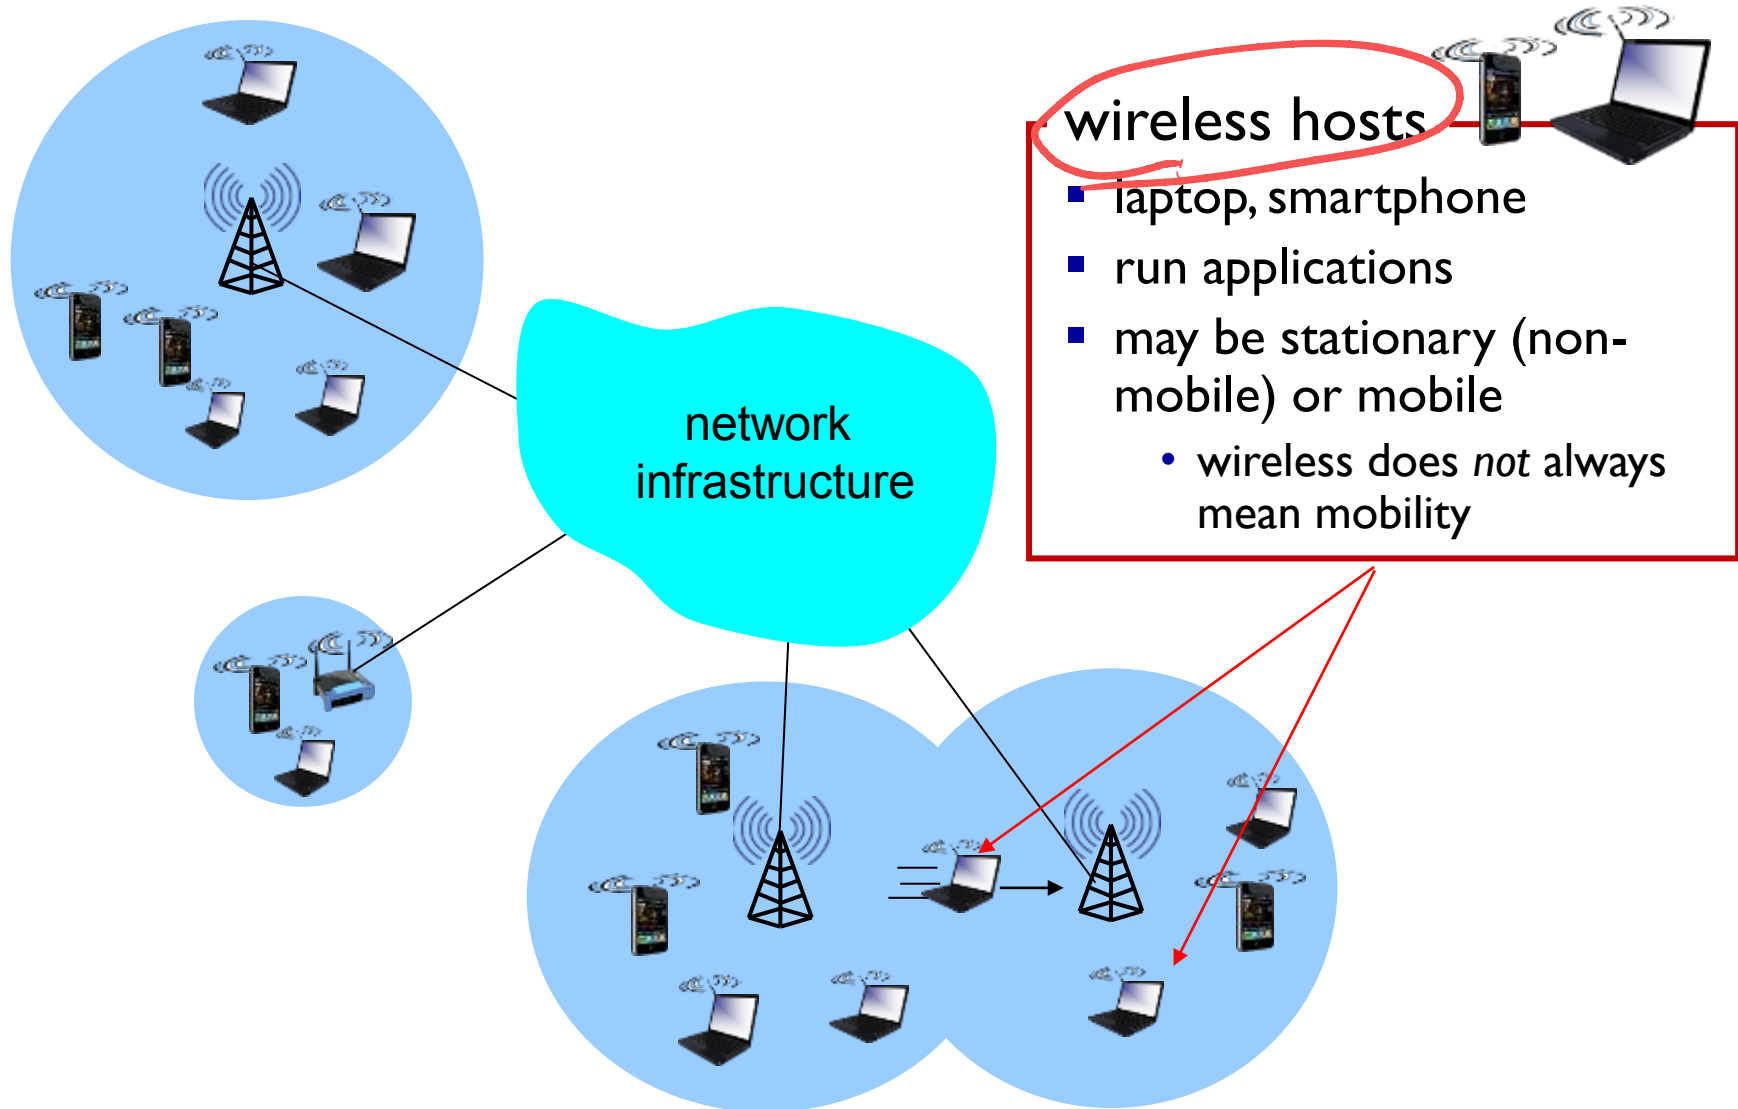 wireless hosts
laptop, smartphone
run applications
may be stationary (non-
mobile) or mobile
wireless does not always
mean mobility
network
infrastructure